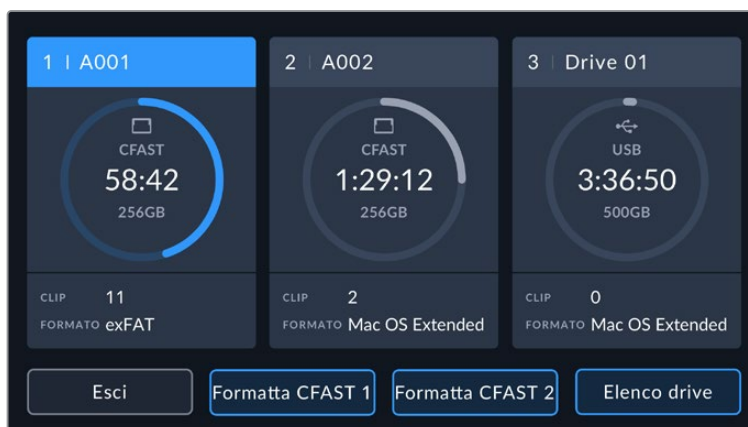 1 | A001
CFAST
58:42
256GB
CLIP 11
FORMATO exFAT
2 | A002
CFAST
1:29:12
256GB
CLIP 2
FORMATO Mac OS Extended
3 | Drive 01
USB
3:36:50
500GB
CLIP 0
FORMATO Mac OS Extended
Esci
Formatta CFAST 1
Formatta CFAST 2
Elenco drive